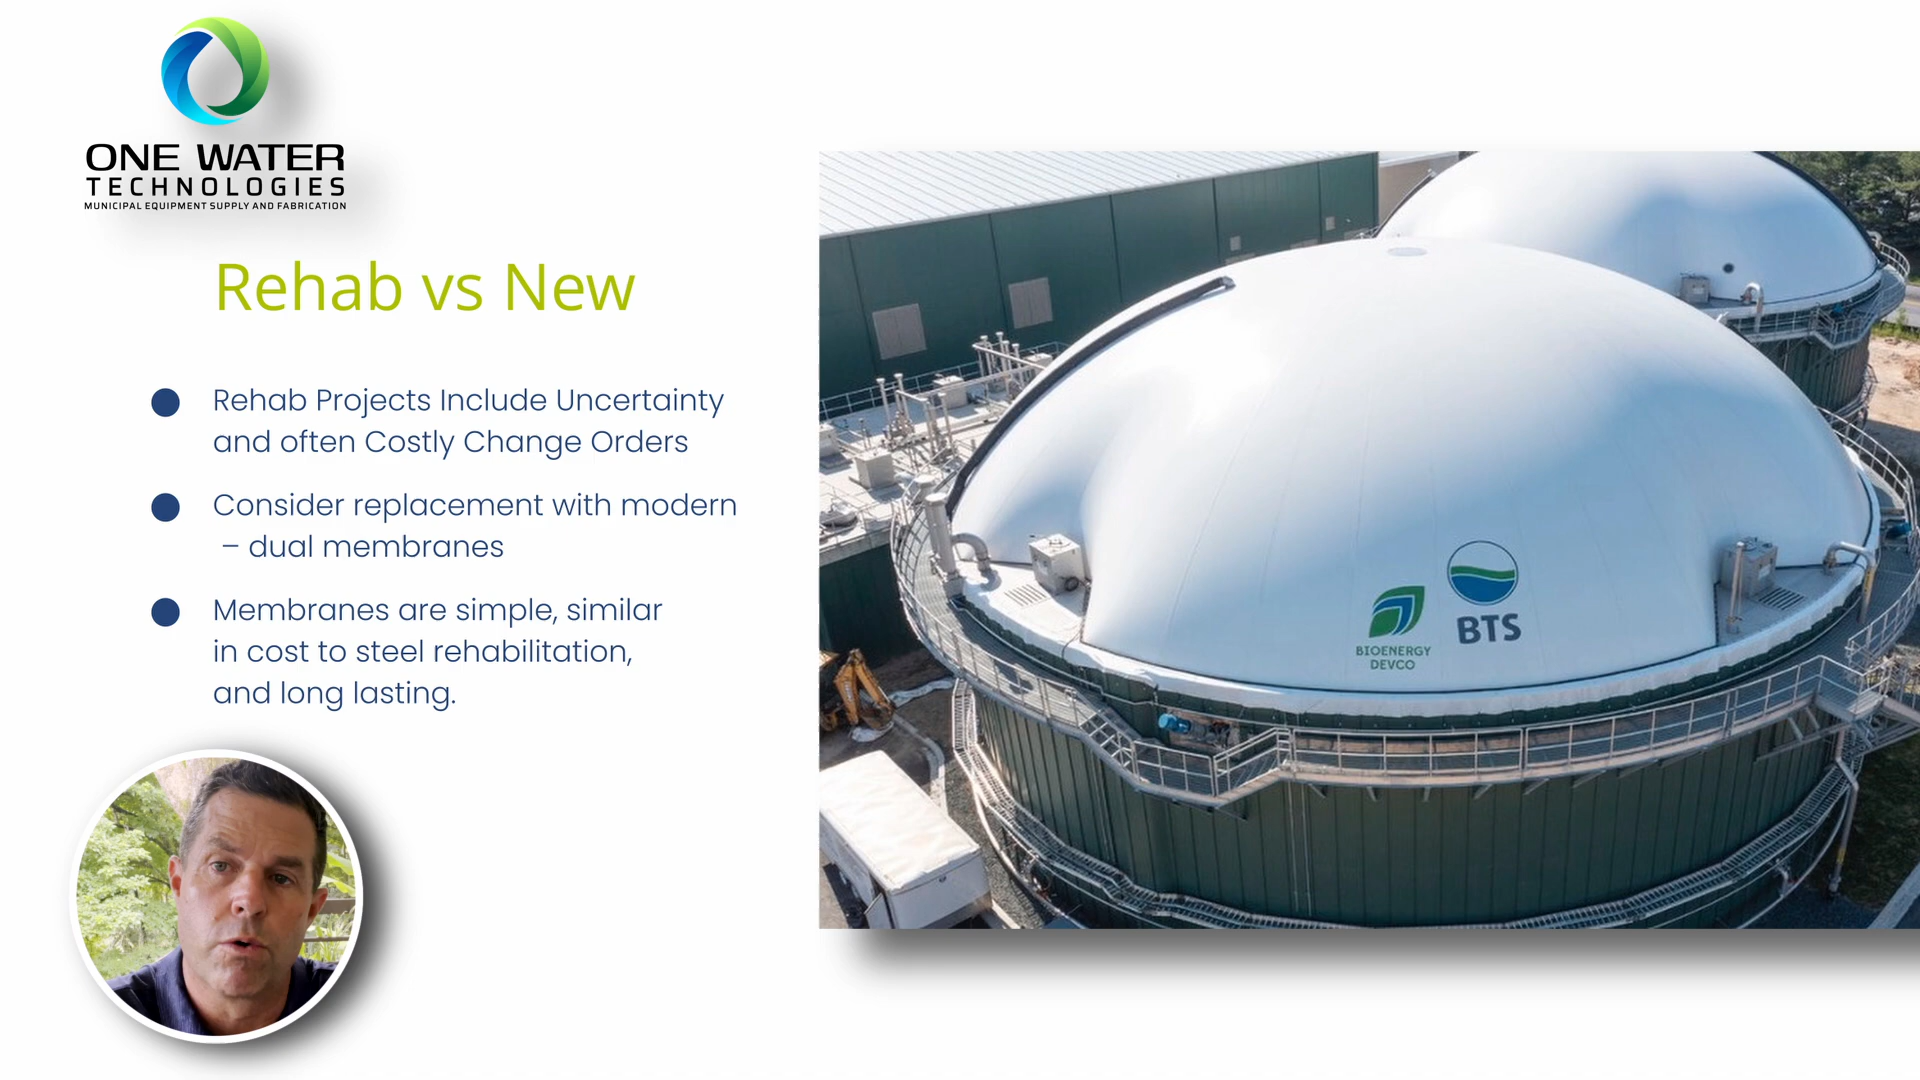 ONE WATER
TECHNOLOGIES
MUNICIPAL EQUIPMENT SUPPLY AND FABRICATION
Rehab vs New
Rehab Projects Include Uncertainty
and often Costly Change Orders
Consider replacement with modern
– dual membranes
Membranes are simple, similar
in cost to steel rehabilitation,
and long lasting.
BIOENERGY
DEVCO
BTS